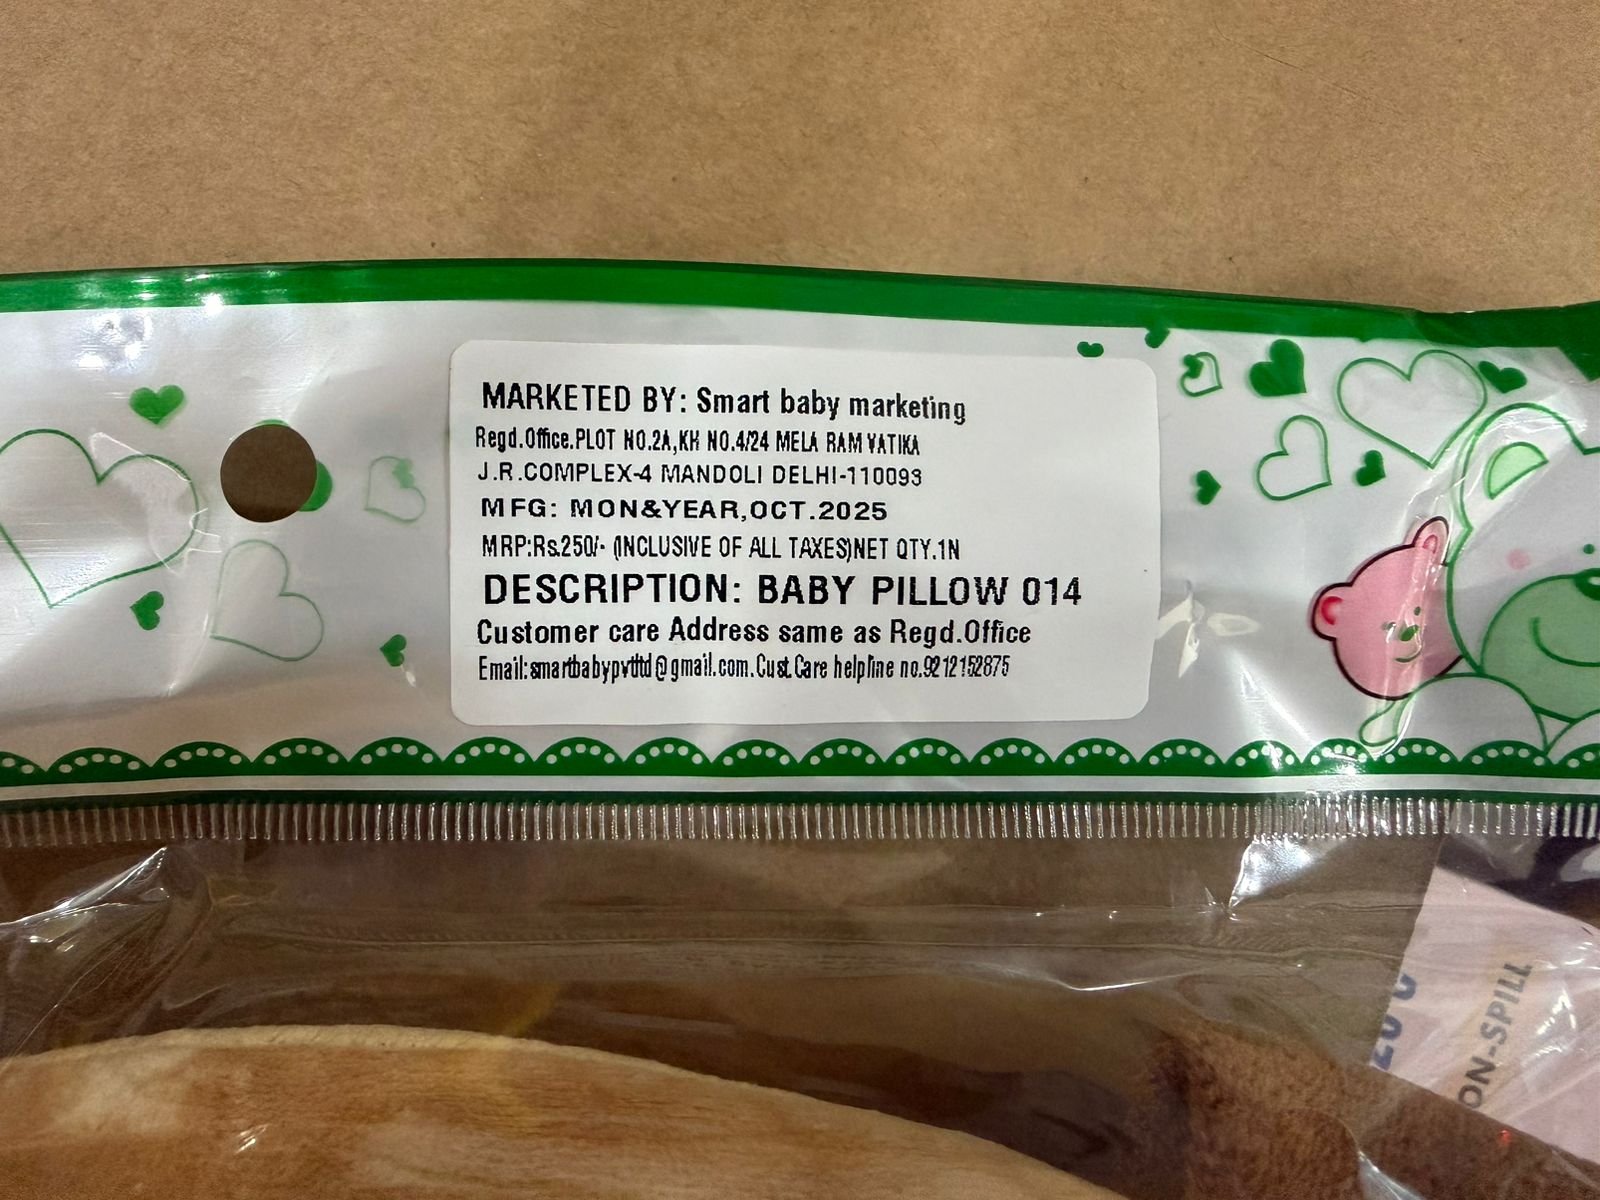 MARKETED BY: Smart baby marketing
Regd.Office.PLOT NO.2A,KH NO.4/24 MELA RAM VATIKA
J.R.COMPLEX-4 MANDOLI DELHI-110093
MFG: MON&YEAR,OCT.2025
MRP:Rs.250/- (INCLUSIVE OF ALL TAXES)NET QTY.1N
DESCRIPTION: BABY PILLOW 014
Customer care Address same as Regd.Office
Email:smartbabypvtltd@gmail.com.Cust.Care helpline no.9212152875
ON-SPILL